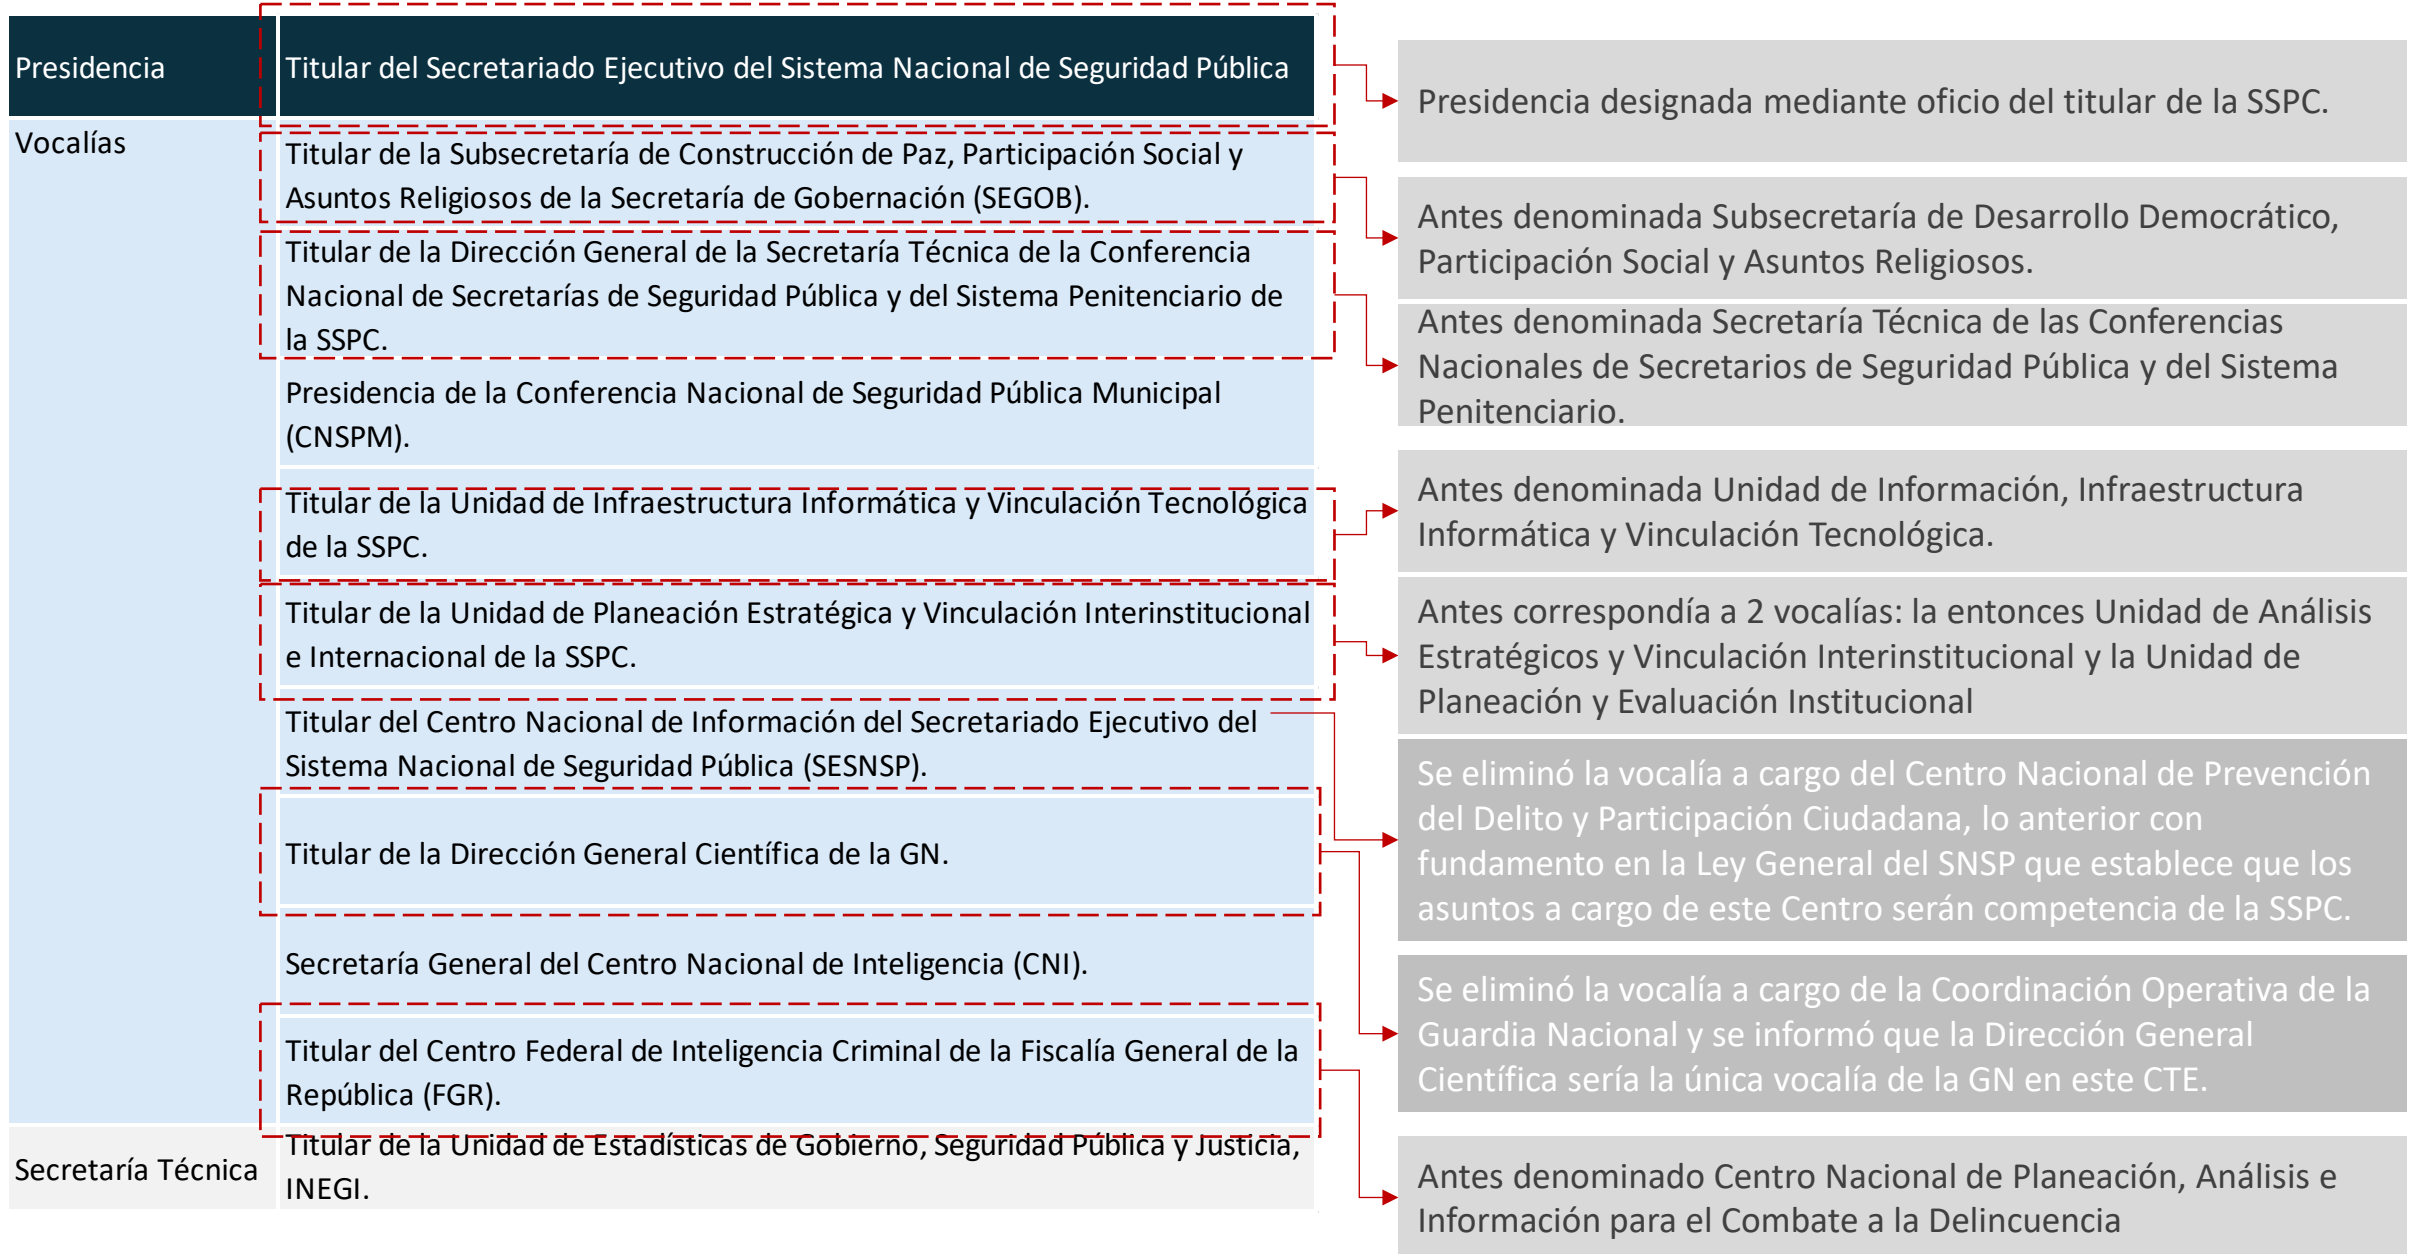 Presidencia
Titular del Secretariado Ejecutivo del Sistema Nacional de Seguridad Pública
Vocalías
Titular de la Subsecretaría de Construcción de Paz, Participación Social y
Asuntos Religiosos de la Secretaría de Gobernación (SEGOB).
Titular de la Dirección General de la Secretaría Técnica de la Conferencia
Nacional de Secretarías de Seguridad Pública y del Sistema Penitenciario de
la SSPC.
Presidencia de la Conferencia Nacional de Seguridad Pública Municipal
(CNSPM).
Titular de la Unidad de Infraestructura Informática y Vinculación Tecnológica
de la SSPC.
Titular de la Unidad de Planeación Estratégica y Vinculación Interinstitucional
e Internacional de la SSPC.
Titular del Centro Nacional de Información del Secretariado Ejecutivo del
Sistema Nacional de Seguridad Pública (SESNSP).
Titular de la Dirección General Científica de la GN.
Secretaría General del Centro Nacional de Inteligencia (CNI).
Titular del Centro Federal de Inteligencia Criminal de la Fiscalía General de la
República (FGR).
Secretaría Técnica
Titular de la Unidad de Estadísticas de Gobierno, Seguridad Pública y Justicia,
INEGI.
Presidencia designada mediante oficio del titular de la SSPC.
Antes denominada Subsecretaría de Desarrollo Democrático,
Participación Social y Asuntos Religiosos.
Antes denominada Secretaría Técnica de las Conferencias
Nacionales de Secretarios de Seguridad Pública y del Sistema
Penitenciario.
Antes denominada Unidad de Información, Infraestructura
Informática y Vinculación Tecnológica.
Antes correspondía a 2 vocalías: la entonces Unidad de Análisis
Estratégicos y Vinculación Interinstitucional y la Unidad de
Planeación y Evaluación Institucional
Se eliminó la vocalía a cargo del Centro Nacional de Prevención
del Delito y Participación Ciudadana, lo anterior con
fundamento en la Ley General del SNSP que establece que los
asuntos a cargo de este Centro serán competencia de la SSPC.
Se eliminó la vocalía a cargo de la Coordinación Operativa de la
Guardia Nacional y se informó que la Dirección General
Científica sería la única vocalía de la GN en este CTE.
Antes denominado Centro Nacional de Planeación, Análisis e
Información para el Combate a la Delincuencia